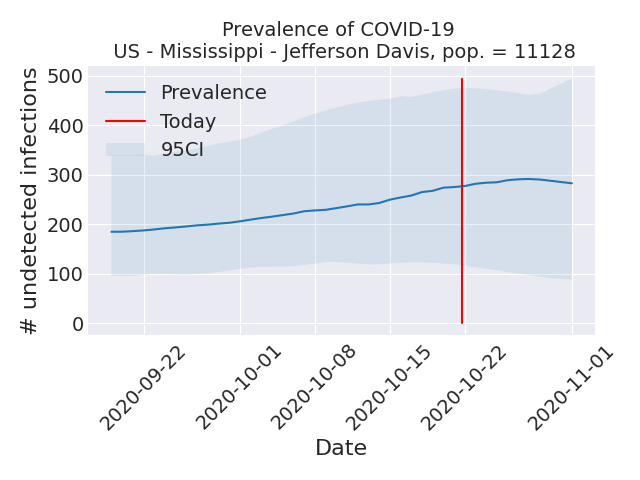 Prevalence of COVID-19
US - Mississippi - Jefferson Davis, pop. = 11128
# undetected infections
500
400
300
200
100
0
Prevalence
Today
95CI
2020-09-22
2020-10-01
2020-10-08
2020-10-15
2020-10-22
2020-11-01
Date